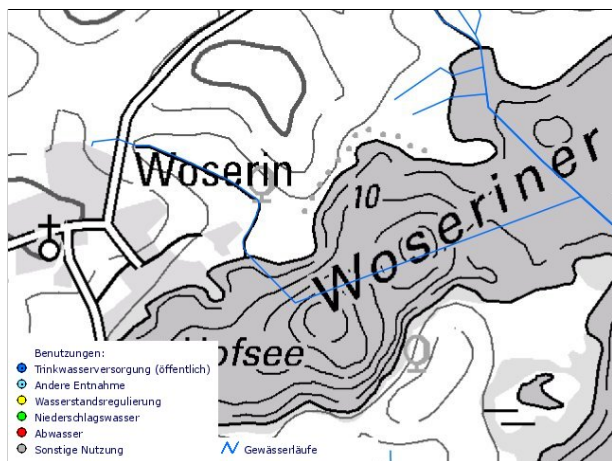 Woserin
10
Woseriner
Hofsee
Benutzungen:
Trinkwasserversorgung (öffentlich)
Andere Entnahme
Wasserstandsregulierung
Niederschlagswasser
Abwasser
Sonstige Nutzung
Gewässerläufe